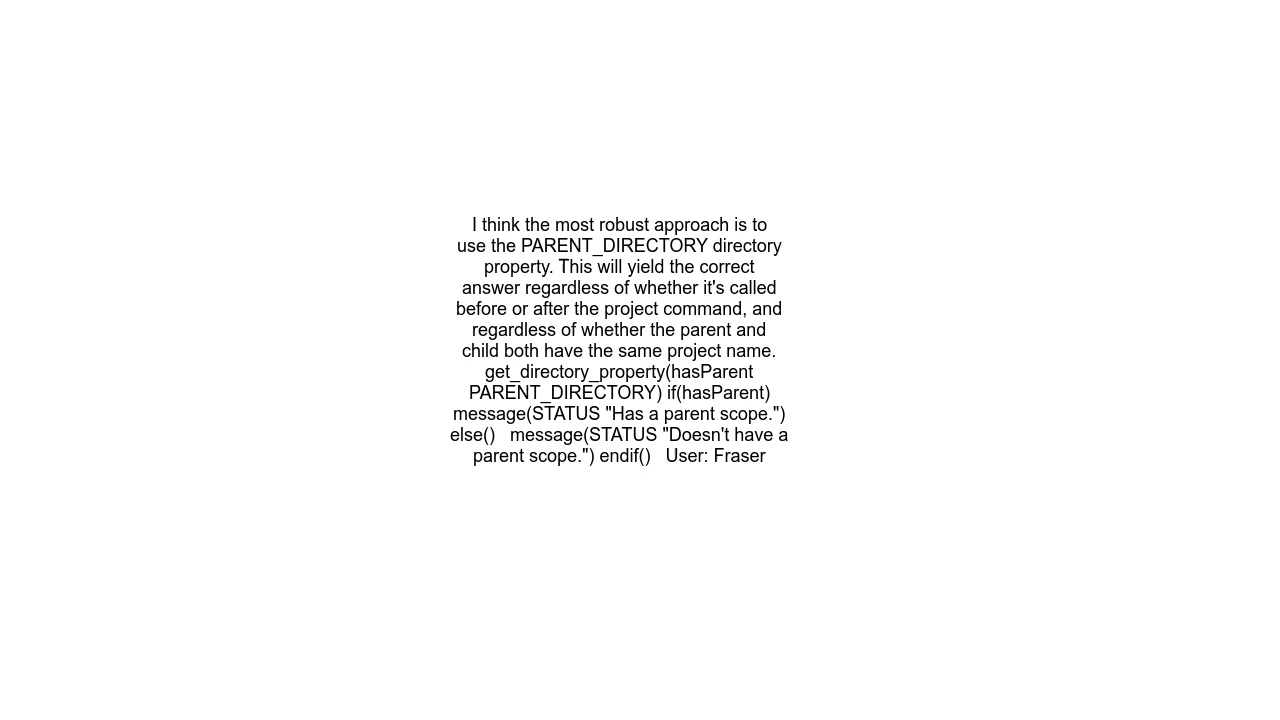 I think the most robust approach is to
use the PARENT_DIRECTORY directory
property. This will yield the correct
answer regardless of whether it's called
before or after the project command, and
regardless of whether the parent and
child both have the same project name.
get_directory_property(hasParent
PARENT_DIRECTORY) if(hasParent)
message(STATUS "Has a parent scope.")
else()   message(STATUS "Doesn't have a
parent scope.") endif()   User: Fraser